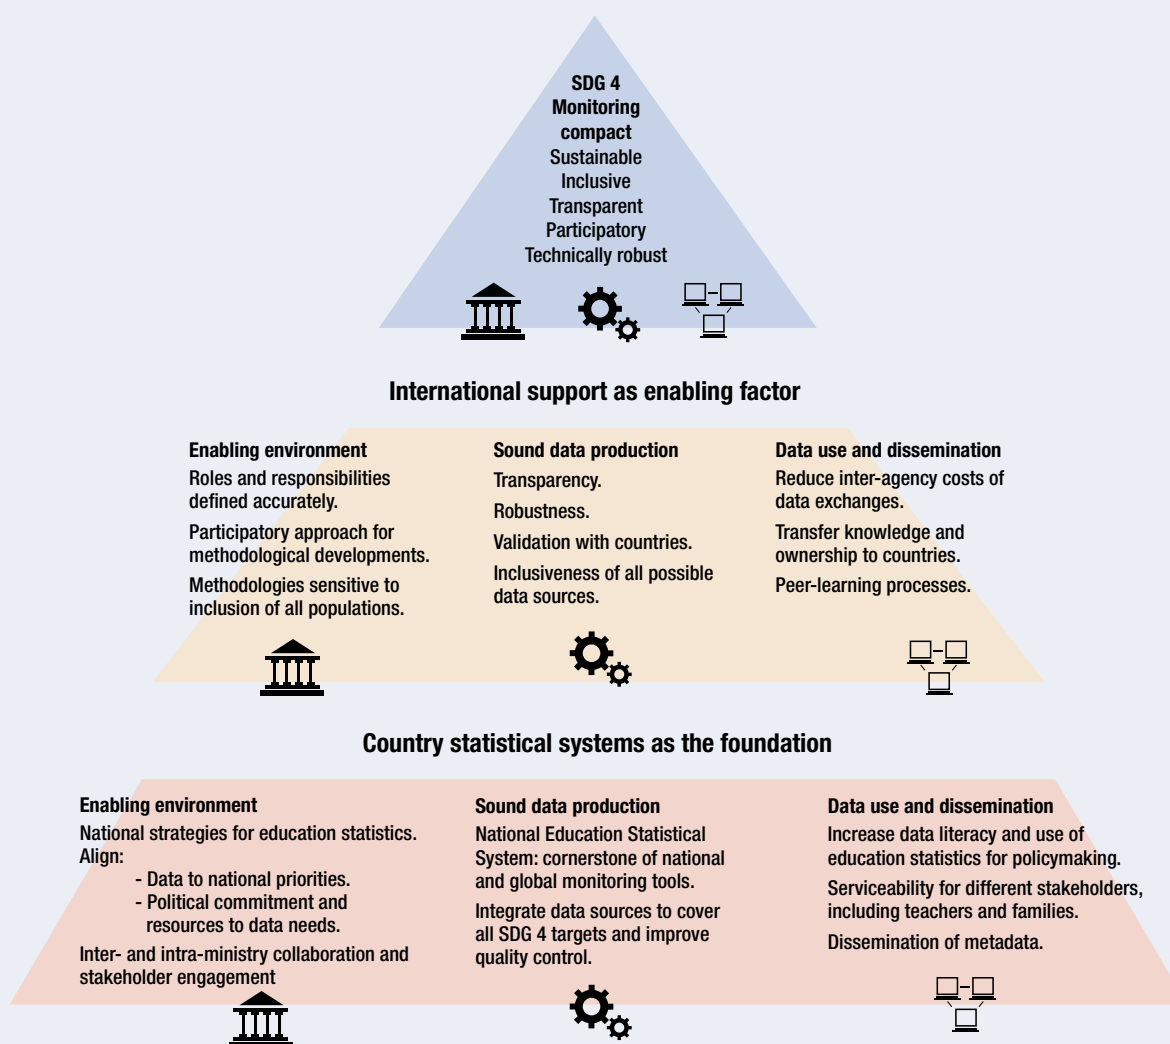 SDG 4
Monitoring
compact
Sustainable
Inclusive
Transparent
Participatory
Technically robust
International support as enabling factor
Enabling environment
Roles and responsibilities
defined accurately.
Participatory approach for
methodological developments.
Methodologies sensitive to
inclusion of all populations.
Sound data production
Transparency.
Robustness.
Validation with countries.
Inclusiveness of all possible
data sources.
Data use and dissemination
Reduce inter-agency costs of
data exchanges.
Transfer knowledge and
ownership to countries.
Peer-learning processes.
Country statistical systems as the foundation
Enabling environment
National strategies for education statistics.
Align:
- Data to national priorities.
- Political commitment and
resources to data needs.
Inter- and intra-ministry collaboration and
stakeholder engagement
Sound data production
National Education Statistical
System: cornerstone of national
and global monitoring tools.
Integrate data sources to cover
all SDG 4 targets and improve
quality control.
Data use and dissemination
Increase data literacy and use of
education statistics for policymaking.
Serviceability for different stakeholders,
including teachers and families.
Dissemination of metadata.